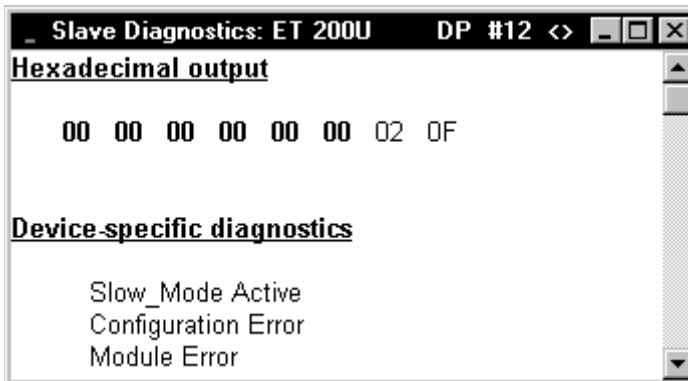 Slave Diagnostics: ET 200U DP #12 <>
Hexadecimal output
00 00 00 00 00 00 02 0F
Device-specific diagnostics
Slow_Mode Active
Configuration Error
Module Error